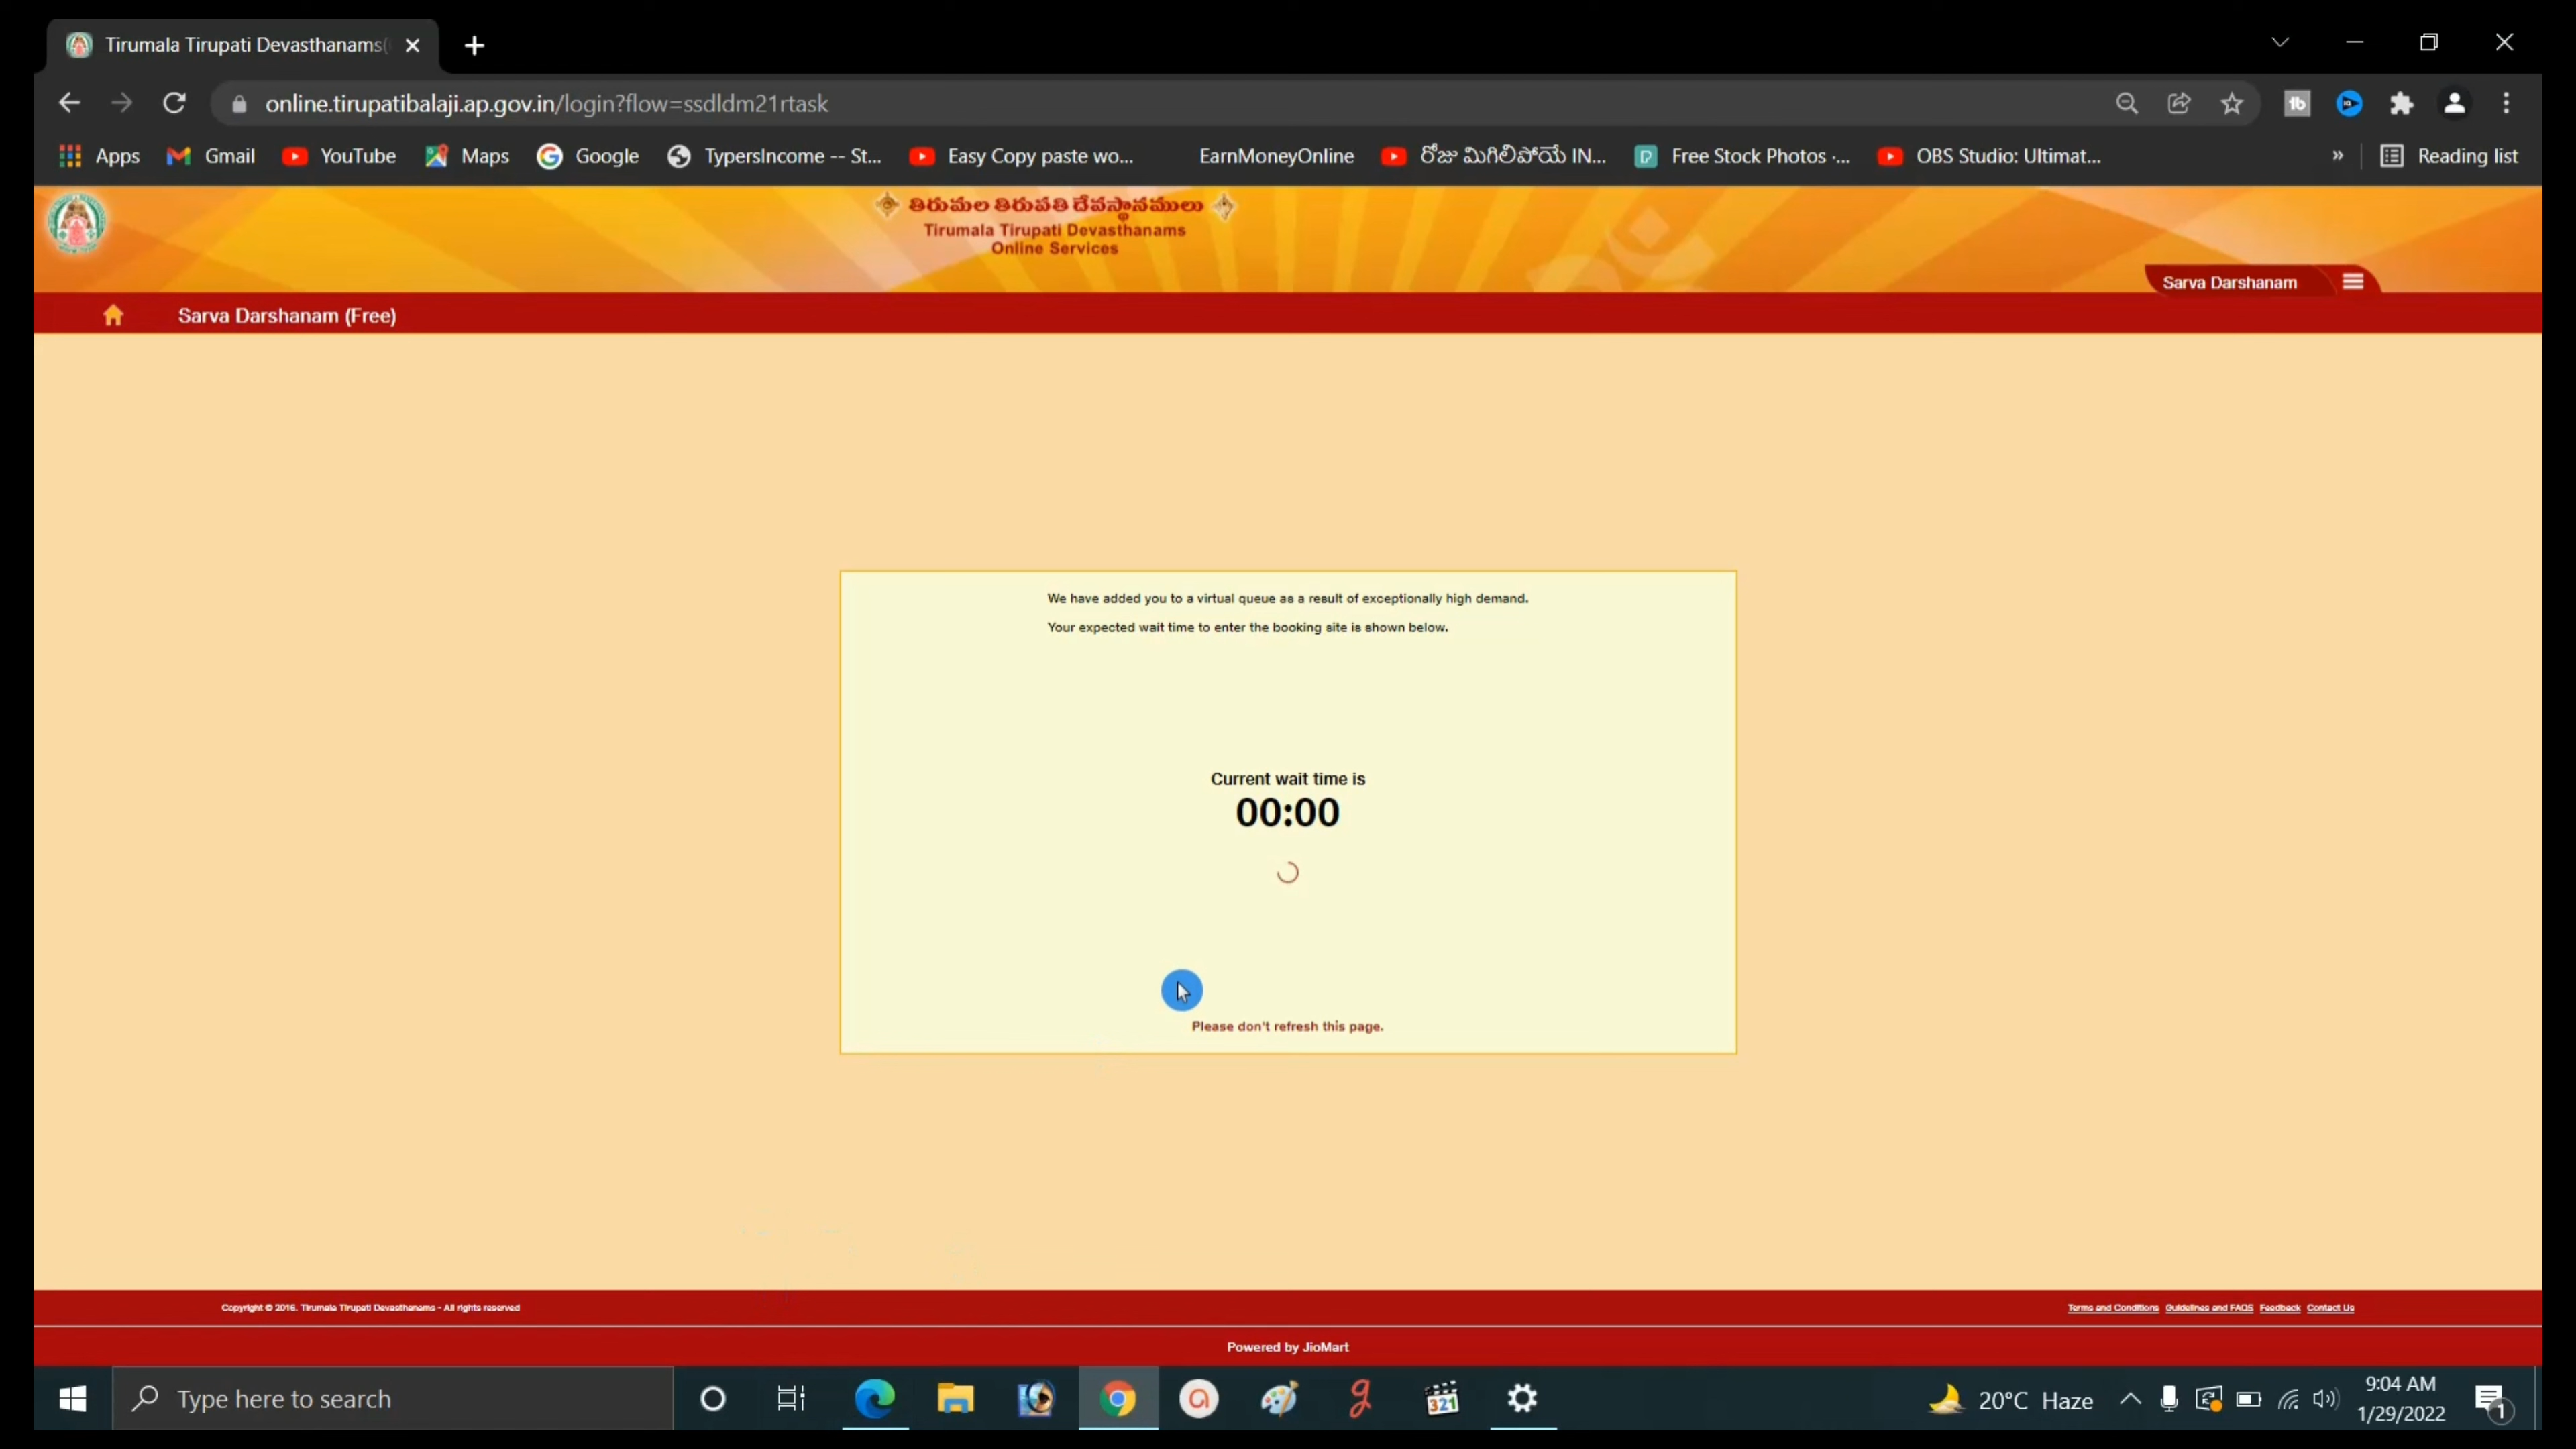 Tirumala Tirupati Devasthanams(
online.tirupatibalaji.ap.gov.in/login?flow=ssdldm21rtask
Apps Gmail YouTube Maps Google TypersIncome -- St... Easy Copy paste wo... EarnMoneyOnline రోజు మిగిలిపోయే IN... Free Stock Photos ·... OBS Studio: Ultimat... » Reading list
తిరుమల తిరుపతి దేవస్థానములు
Tirumala Tirupati Devasthanams
Online Services
Sarva Darshanam
Sarva Darshanam (Free)
We have added you to a virtual queue as a result of exceptionally high demand.
Your expected wait time to enter the booking site is shown below.
Current wait time is
00:00
Please don't refresh this page.
Copyright © 2016. Tirumala Tirupati Devasthanams - All rights reserved
Terms and Conditions Guidelines and FAQS Feedback Contact Us
Powered by JioMart
Type here to search
321
20°C Haze
9:04 AM
1/29/2022
1